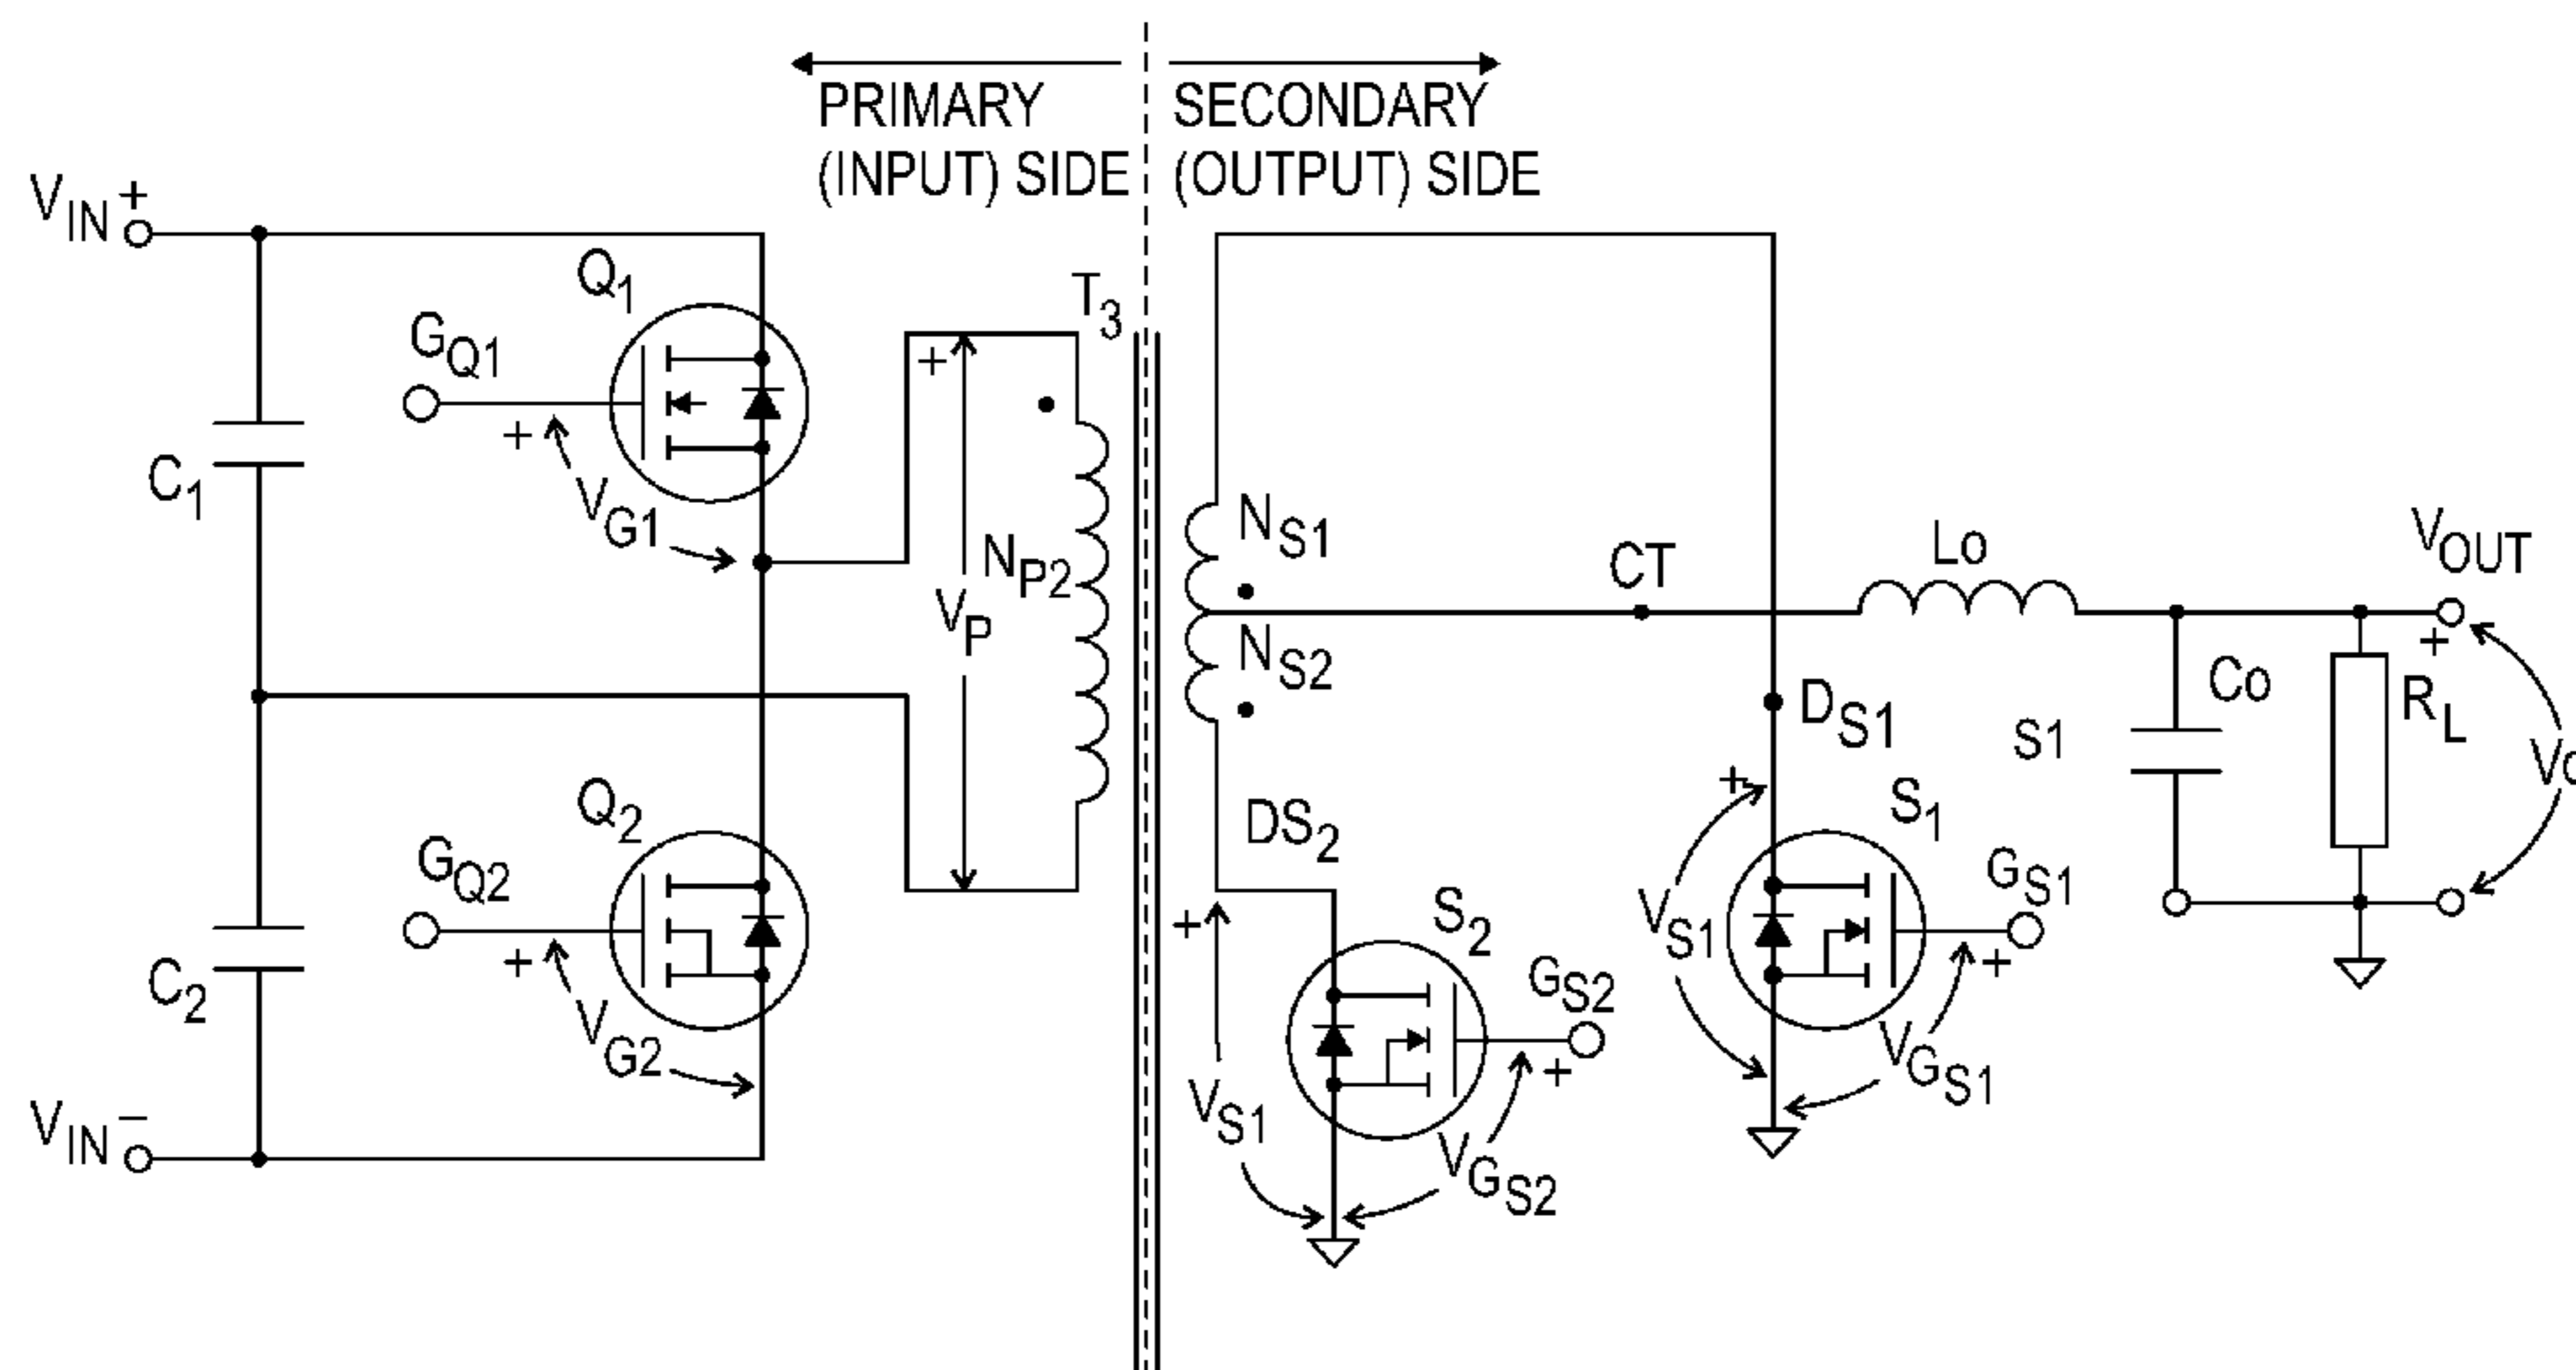 PRIMARY
(INPUT) SIDE
SECONDARY
(OUTPUT) SIDE
VIN +
Q1
GQ1
+
VG1
C1
T3
+
NP2
VP
NS1
NS2
CT
Lo
VOUT
+
Co
RL
DS1
S1
+
S1
GS1
VS1
+
VGS1
Q2
GQ2
+
VG2
C2
VIN −
DS2
+
S2
GS2
VS1
+
VGS2